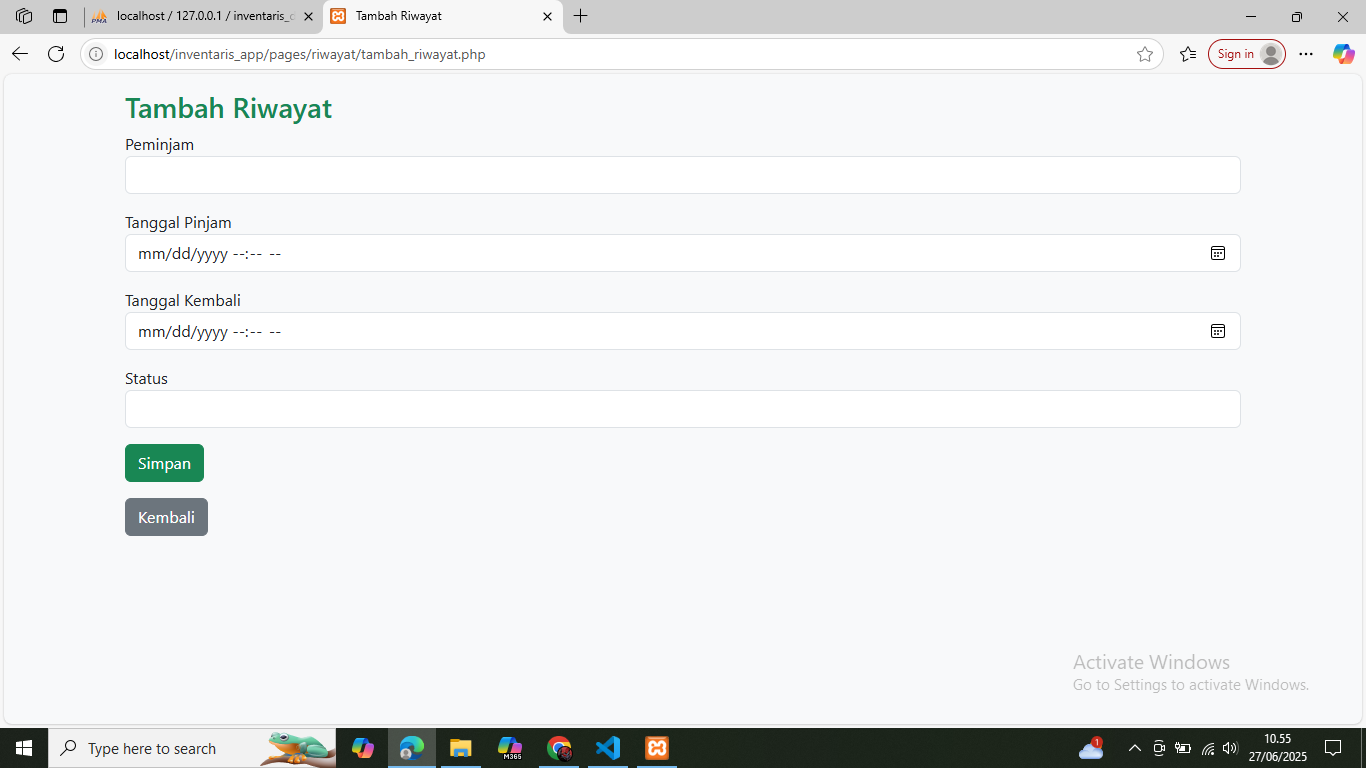 localhost / 127.0.0.1 / inventaris_d
Tambah Riwayat
localhost/inventaris_app/pages/riwayat/tambah_riwayat.php
Sign in
Tambah Riwayat
Peminjam
Tanggal Pinjam
mm/dd/yyyy --:-- --
Tanggal Kembali
mm/dd/yyyy --:-- --
Status
Simpan
Kembali
Activate Windows
Go to Settings to activate Windows.
Type here to search
M365
1
10.55
27/06/2025